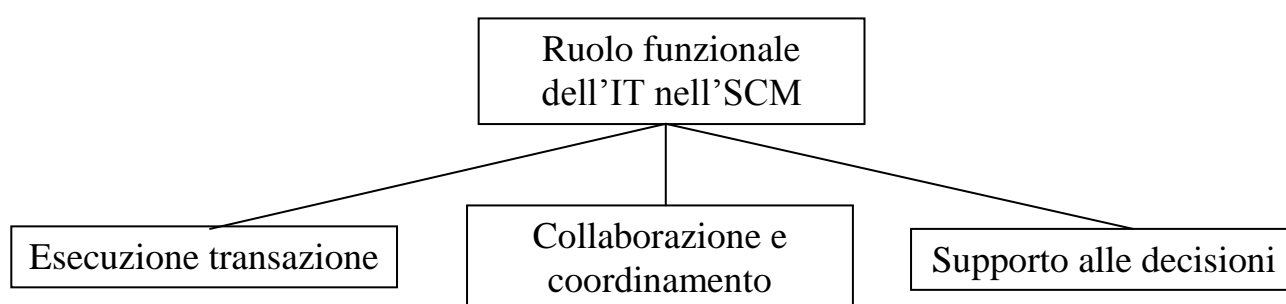 Ruolo funzionale
dell’IT nell’SCM
Esecuzione transazione
Collaborazione e
coordinamento
Supporto alle decisioni